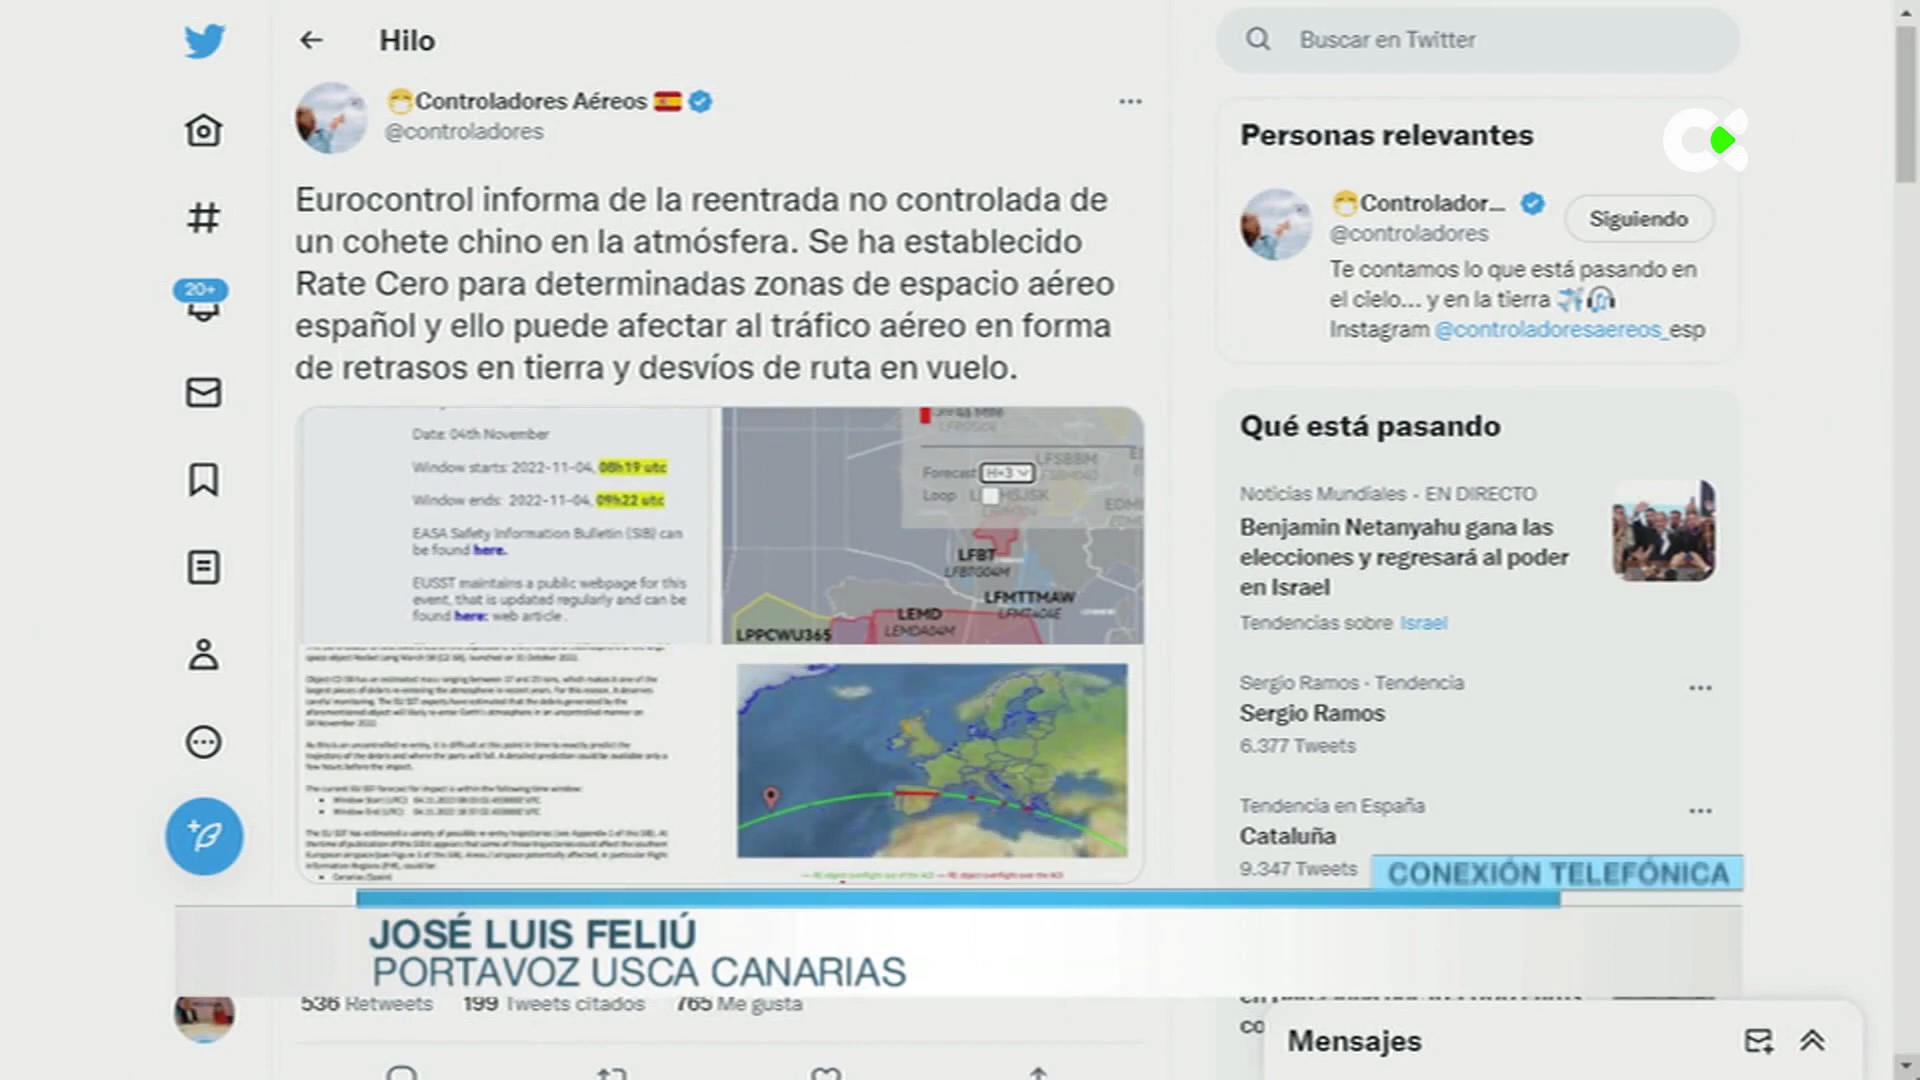 Hilo
Controladores Aéreos
@controladores
Eurocontrol informa de la reentrada no controlada de
un cohete chino en la atmósfera. Se ha establecido
Rate Cero para determinadas zonas de espacio aéreo
español y ello puede afectar al tráfico aéreo en forma
de retrasos en tierra y desvíos de ruta en vuelo.
20+
Date: 04th November
Window starts: 2022-11-04, 08h19 utc
Window ends: 2022-11-04, 09h22 utc
EASA Safety Information Bulletin (SIB) can
be found here.
EUSST maintains a public webpage for this
event, that is updated regularly and can be
found here: web article.
Forecast H+3
Loop
LFSBBM
LFBT
LFBTG04M
LFMTTMAW
LEMD
LEMDA04M
LPPCWU365
536 Retweets 199 Tweets citados 765 Me gusta
Buscar en Twitter
Personas relevantes
Controlador...
@controladores
Siguiendo
Te contamos lo que está pasando en
el cielo... y en la tierra
Instagram @controladoresaereos_esp
Qué está pasando
Noticias Mundiales - EN DIRECTO
Benjamin Netanyahu gana las
elecciones y regresará al poder
en Israel
Tendencias sobre Israel
Sergio Ramos - Tendencia
Sergio Ramos
6.377 Tweets
Tendencia en España
Cataluña
9.347 Tweets
CONEXIÓN TELEFÓNICA
JOSÉ LUIS FELIÚ
PORTAVOZ USCA CANARIAS
Mensajes